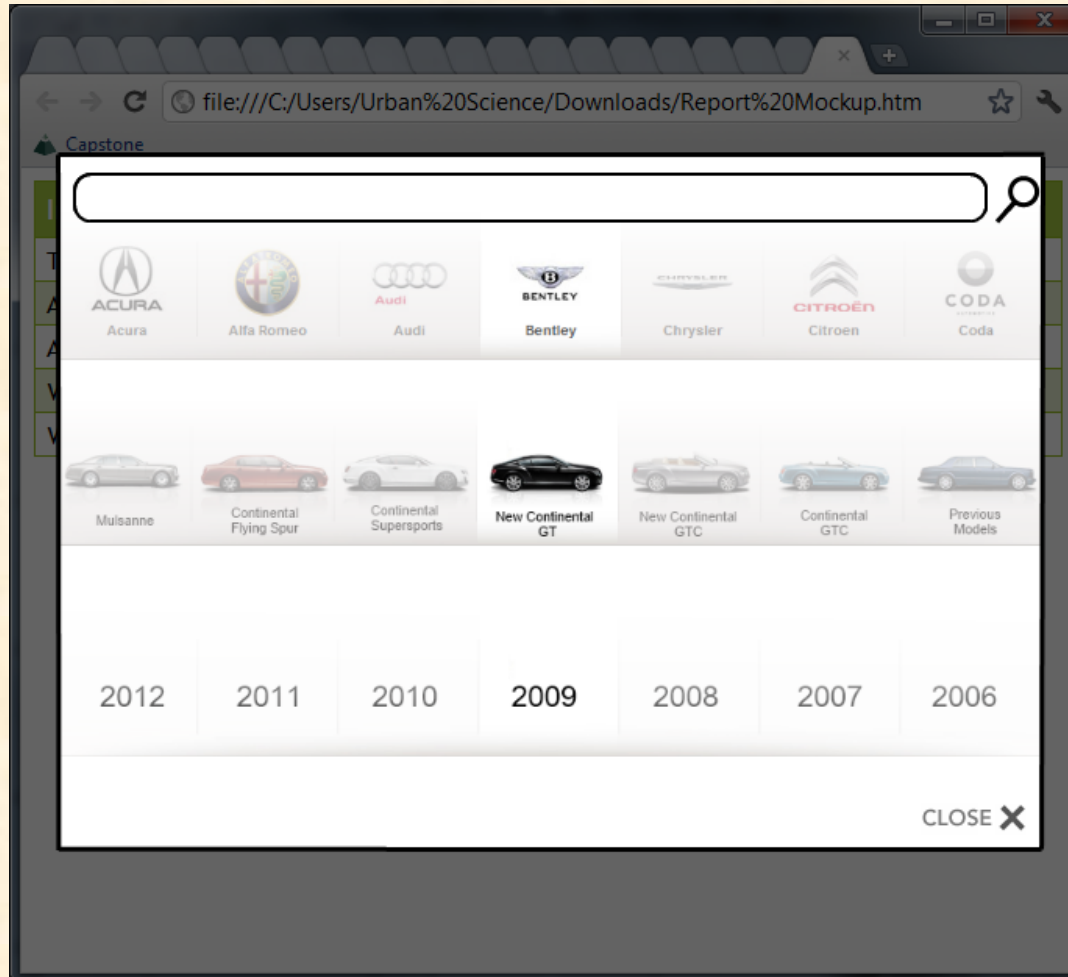 file:///C:/Users/Urban%20Science/Downloads/Report%20Mockup.htm
Capstone
I
T
A
A
V
V
ACURA
Acura
Alfa Romeo
Audi
Audi
BENTLEY
Bentley
CHRYSLER
Chrysler
CITROËN
Citroen
CODA
Coda
Mulsanne
Continental
Flying Spur
Continental
Supersports
New Continental
GT
New Continental
GTC
Continental
GTC
Previous
Models
2012 2011 2010 2009 2008 2007 2006
CLOSE